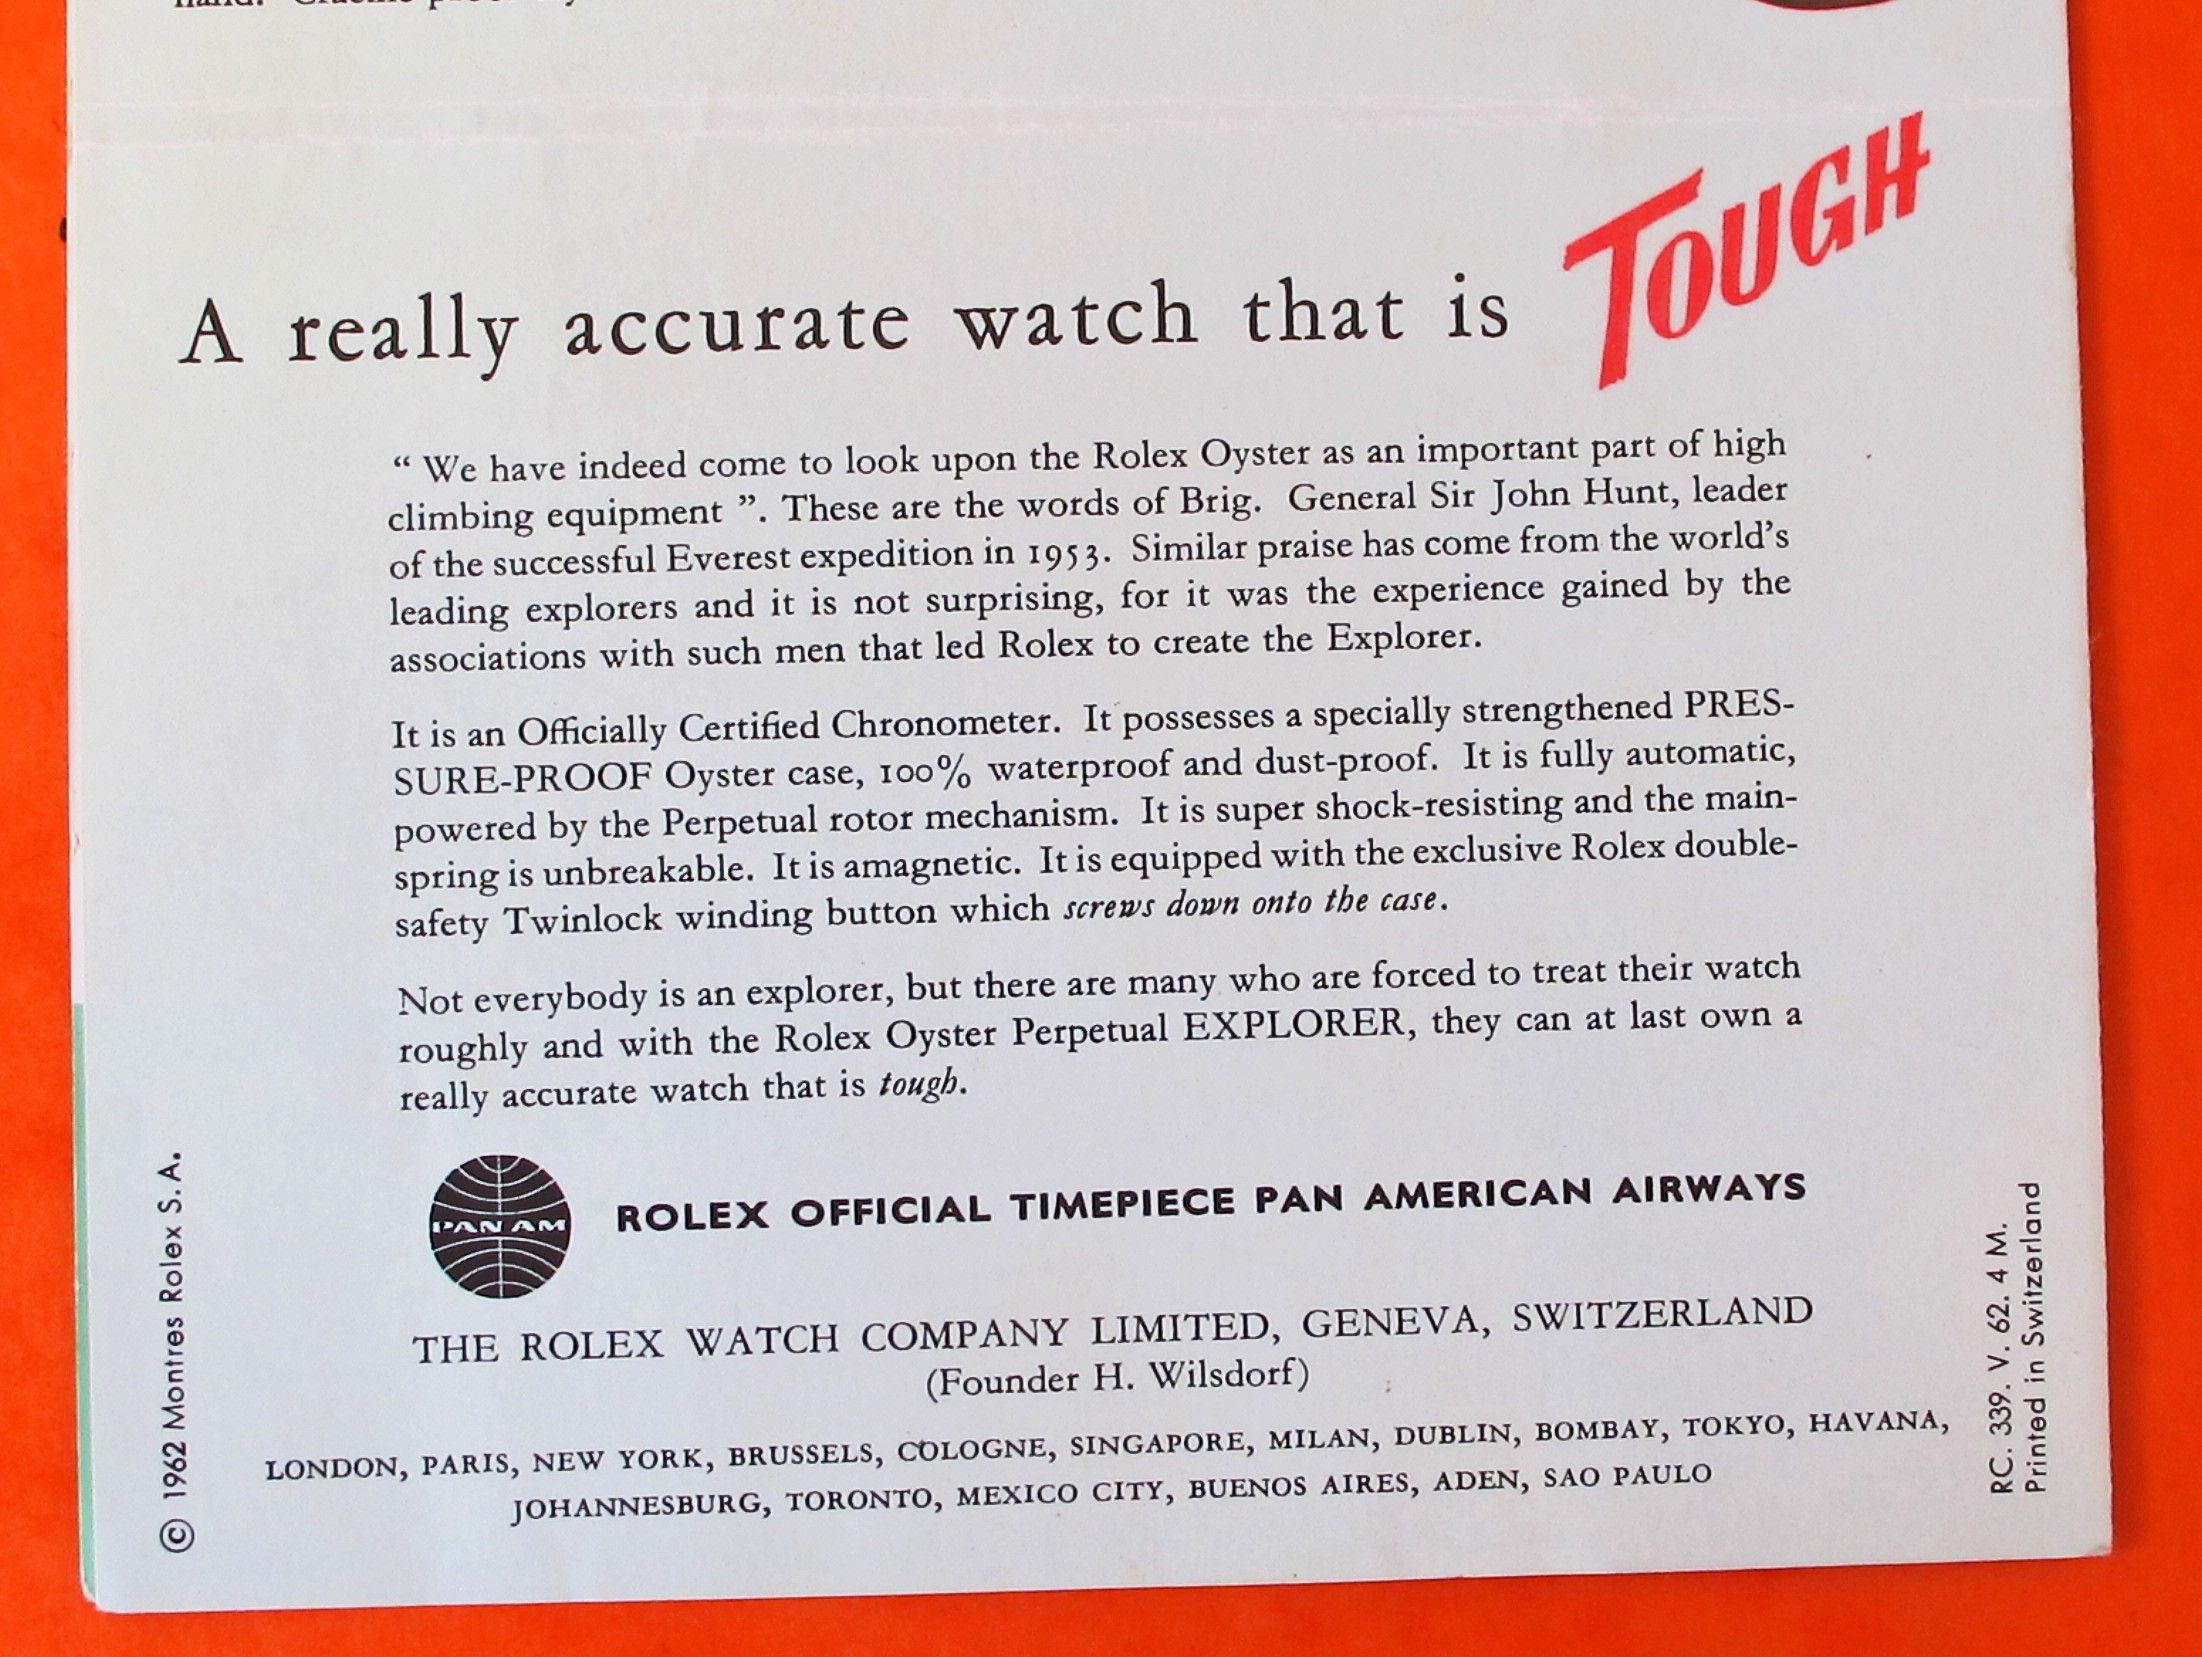 A really accurate watch that is TOUGH
“ We have indeed come to look upon the Rolex Oyster as an important part of high
climbing equipment ”. These are the words of Brig. General Sir John Hunt, leader
of the successful Everest expedition in 1953. Similar praise has come from the world's
leading explorers and it is not surprising, for it was the experience gained by the
associations with such men that led Rolex to create the Explorer.
It is an Officially Certified Chronometer. It possesses a specially strengthened PRES-
SURE-PROOF Oyster case, 100% waterproof and dust-proof. It is fully automatic,
powered by the Perpetual rotor mechanism. It is super shock-resisting and the main-
spring is unbreakable. It is amagnetic. It is equipped with the exclusive Rolex double-
safety Twinlock winding button which screws down onto the case.
Not everybody is an explorer, but there are many who are forced to treat their watch
roughly and with the Rolex Oyster Perpetual EXPLORER, they can at last own a
really accurate watch that is tough.
PAN AM
ROLEX OFFICIAL TIMEPIECE PAN AMERICAN AIRWAYS
THE ROLEX WATCH COMPANY LIMITED, GENEVA, SWITZERLAND
(Founder H. Wilsdorf)
LONDON, PARIS, NEW YORK, BRUSSELS, COLOGNE, SINGAPORE, MILAN, DUBLIN, BOMBAY, TOKYO, HAVANA,
JOHANNESBURG, TORONTO, MEXICO CITY, BUENOS AIRES, ADEN, SAO PAULO
© 1962 Montres Rolex S. A.
RC. 339. V. 62. 4 M.
Printed in Switzerland